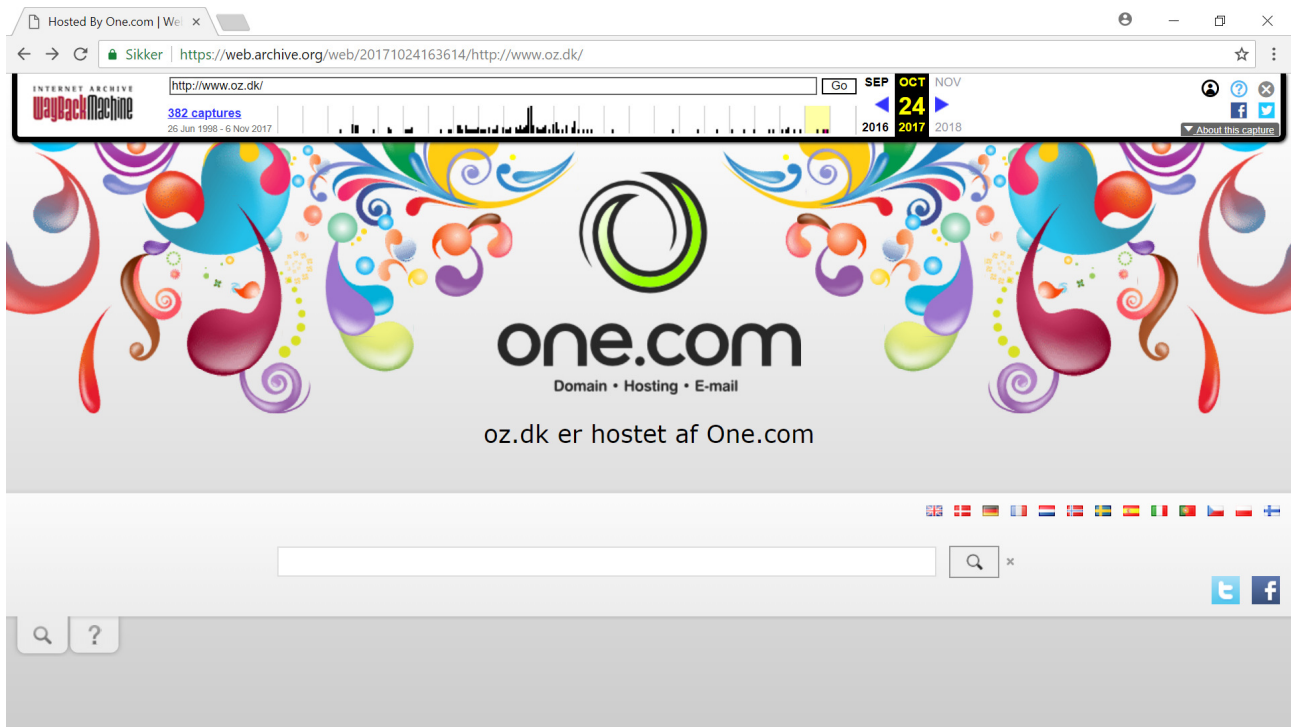 Hosted By One.com | We
Sikker
https://web.archive.org/web/20171024163614/http://www.oz.dk/
INTERNET ARCHIVE
WayBackMachine
http://www.oz.dk/
Go
SEP OCT NOV
24
2016 2017 2018
382 captures
26 Jun 1998 - 6 Nov 2017
About this capture
one.com
Domain • Hosting • E-mail
oz.dk er hostet af One.com